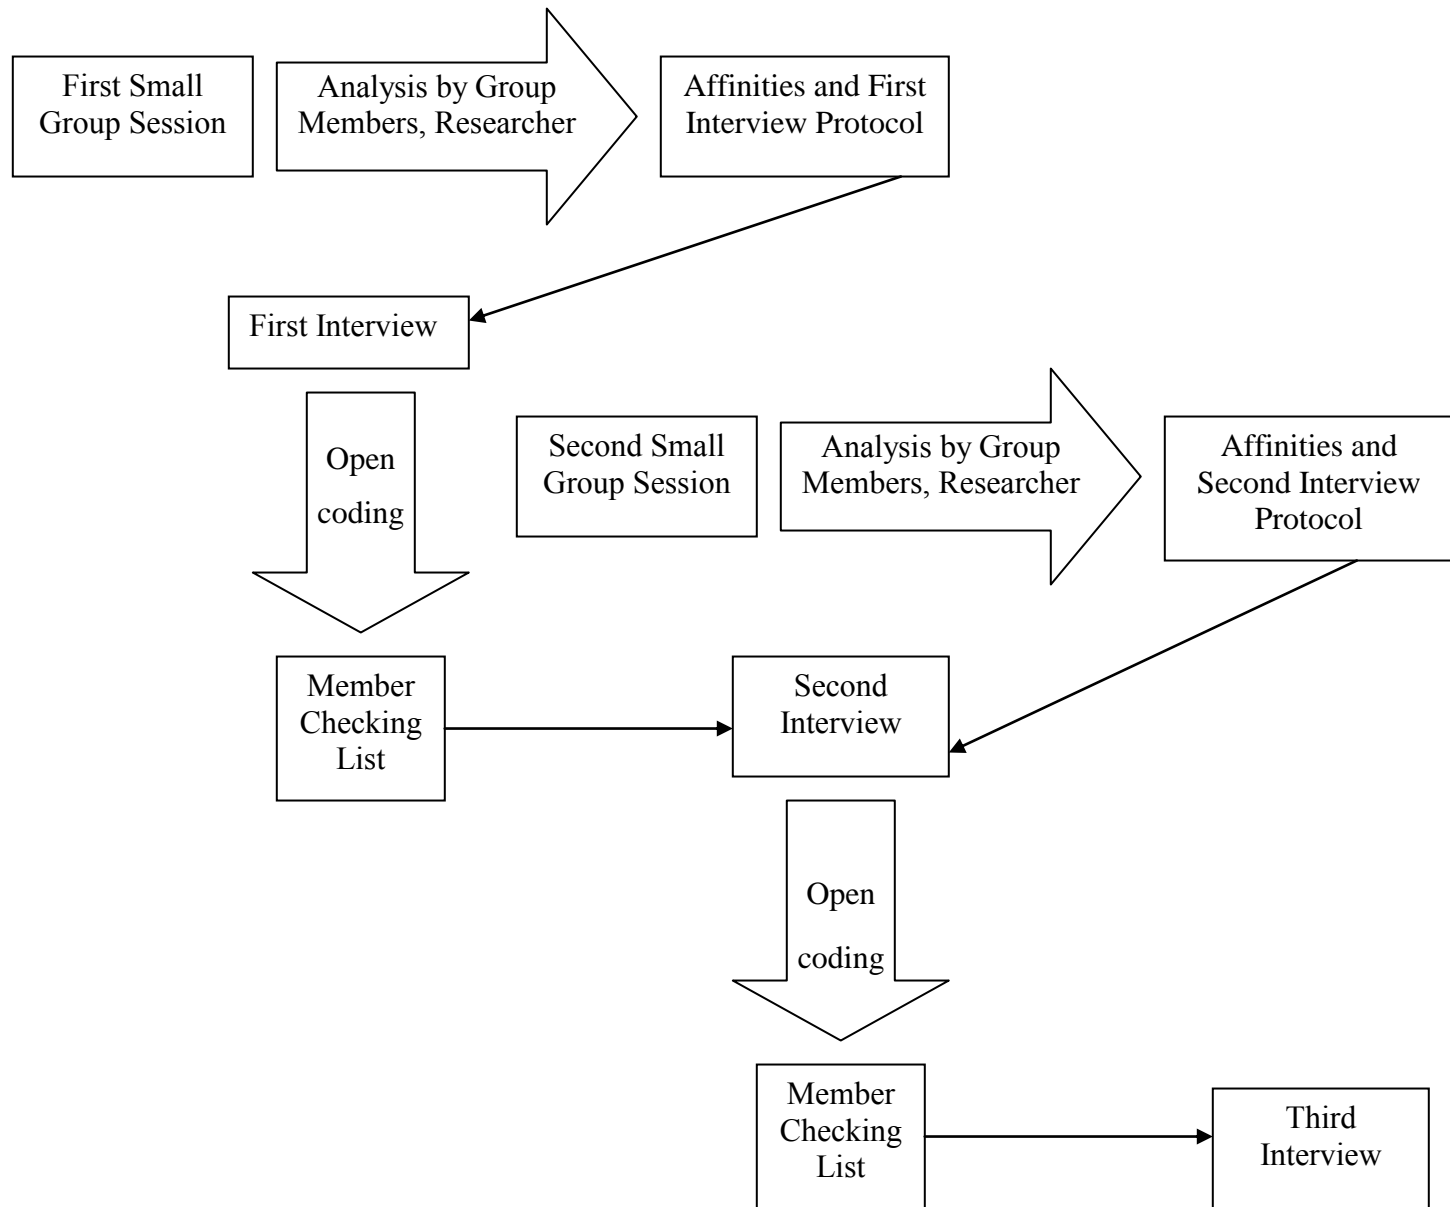 First Small
Group Session
Analysis by Group
Members, Researcher
Affinities and First
Interview Protocol
First Interview
Open
coding
Second Small
Group Session
Analysis by Group
Members, Researcher
Affinities and
Second Interview
Protocol
Member
Checking
List
Second
Interview
Open
coding
Member
Checking
List
Third
Interview